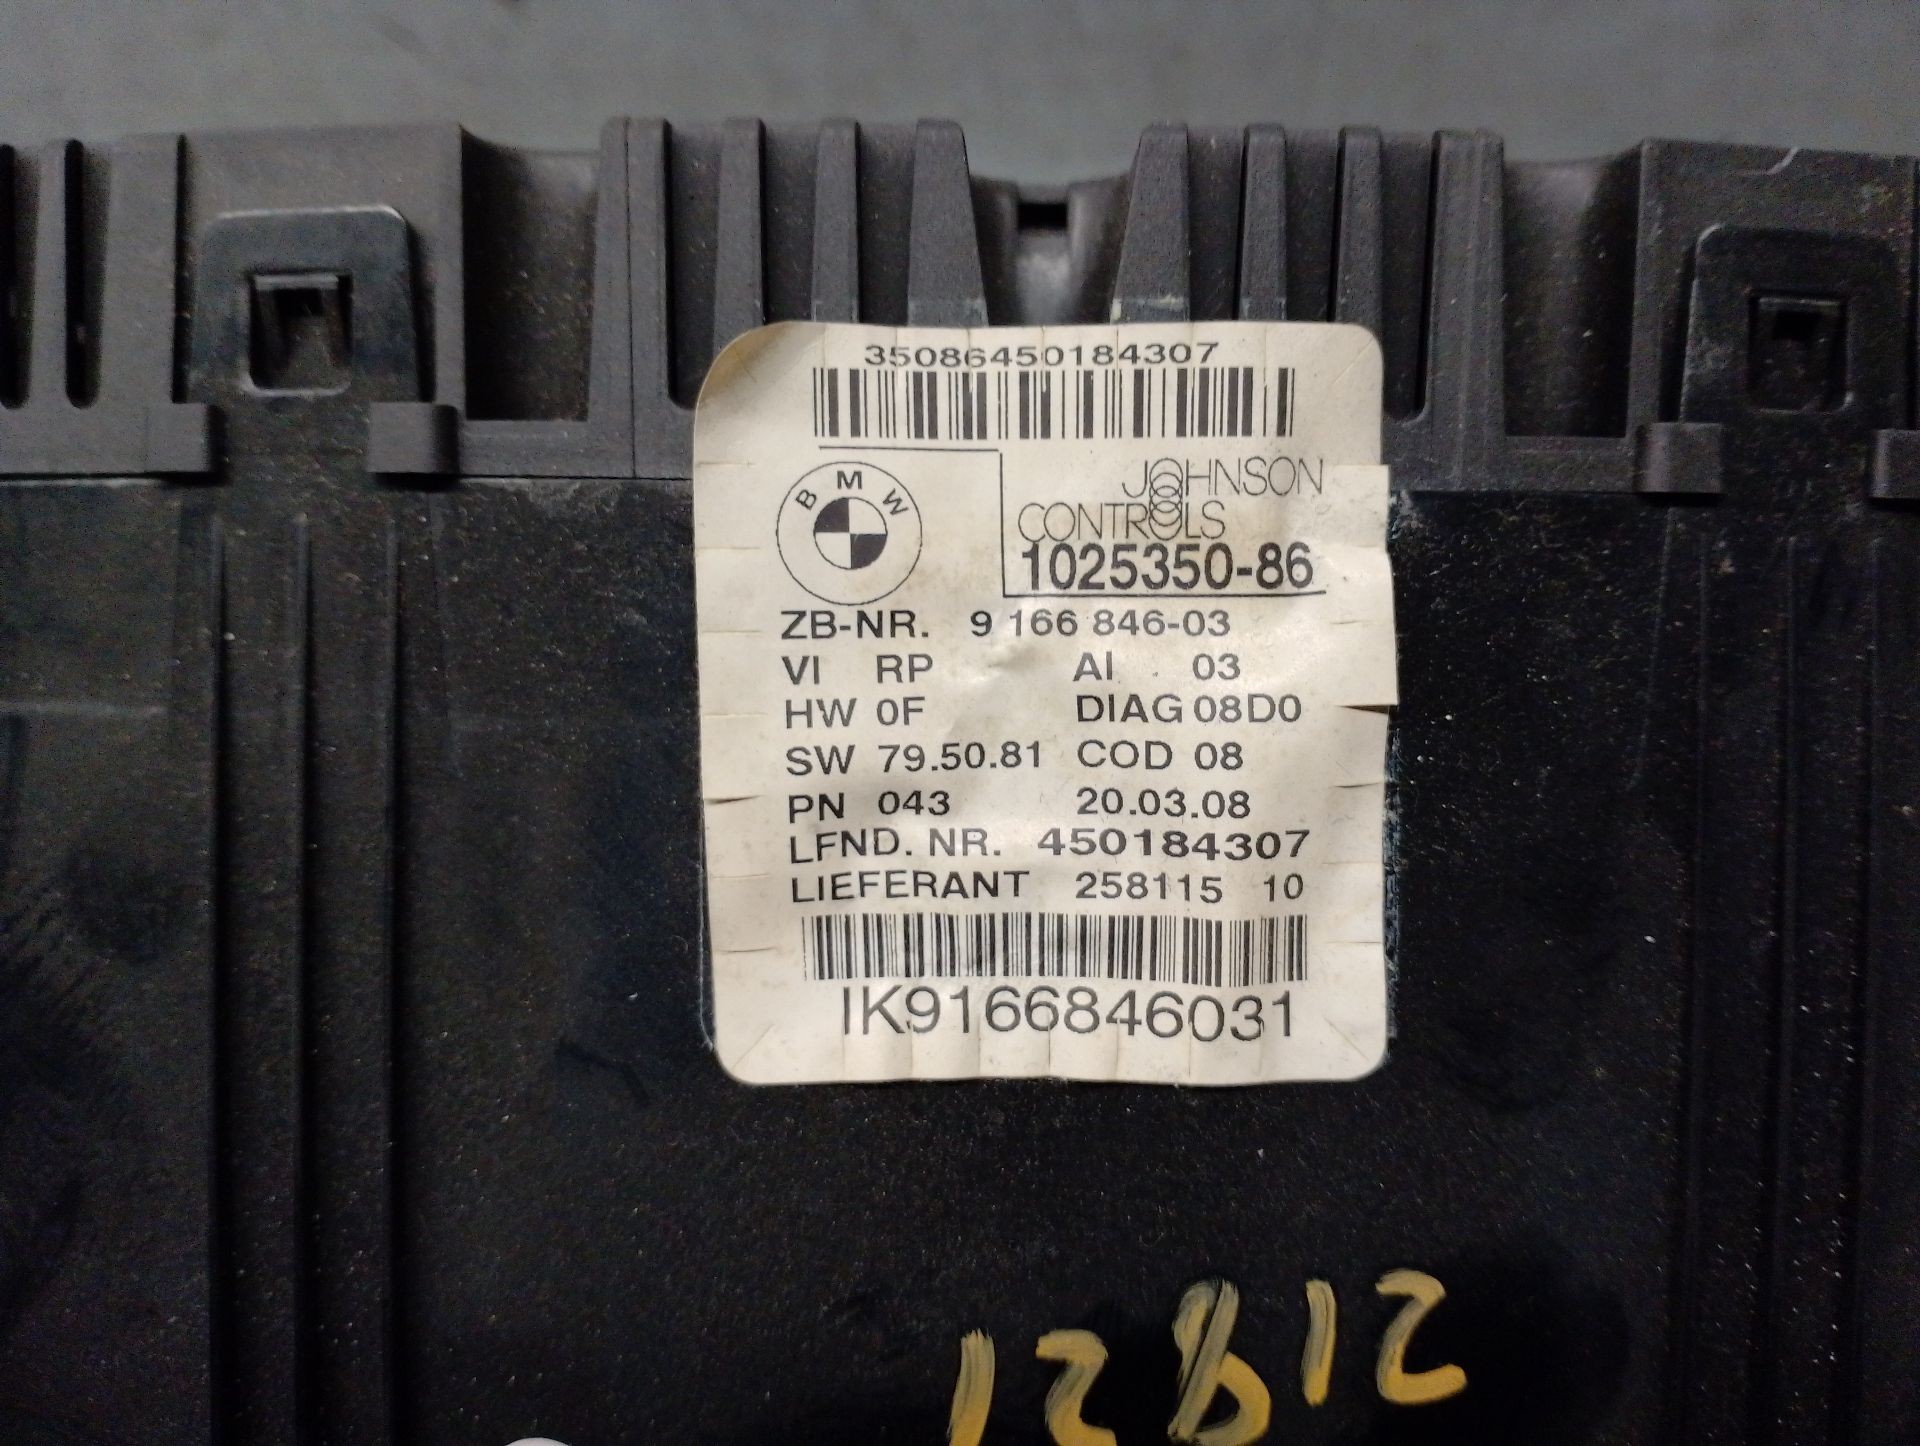 35086450184307
BMW
JOHNSON
CONTROLS
1025350-86
ZB-NR. 9 166 846-03
VI RP AI 03
HW 0F DIAG 08D0
SW 79.50.81 COD 08
PN 043 20.03.08
LFND. NR. 450184307
LIEFERANT 258115 10
IK9166846031
12812